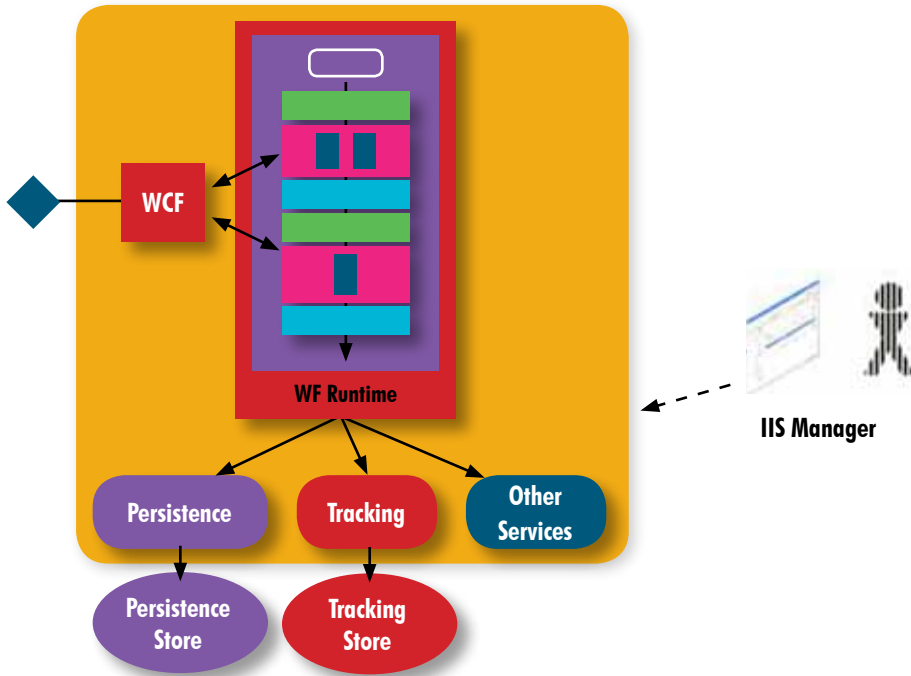 WCF
WF Runtime
IIS Manager
Persistence
Tracking
Other
Services
Persistence
Store
Tracking
Store